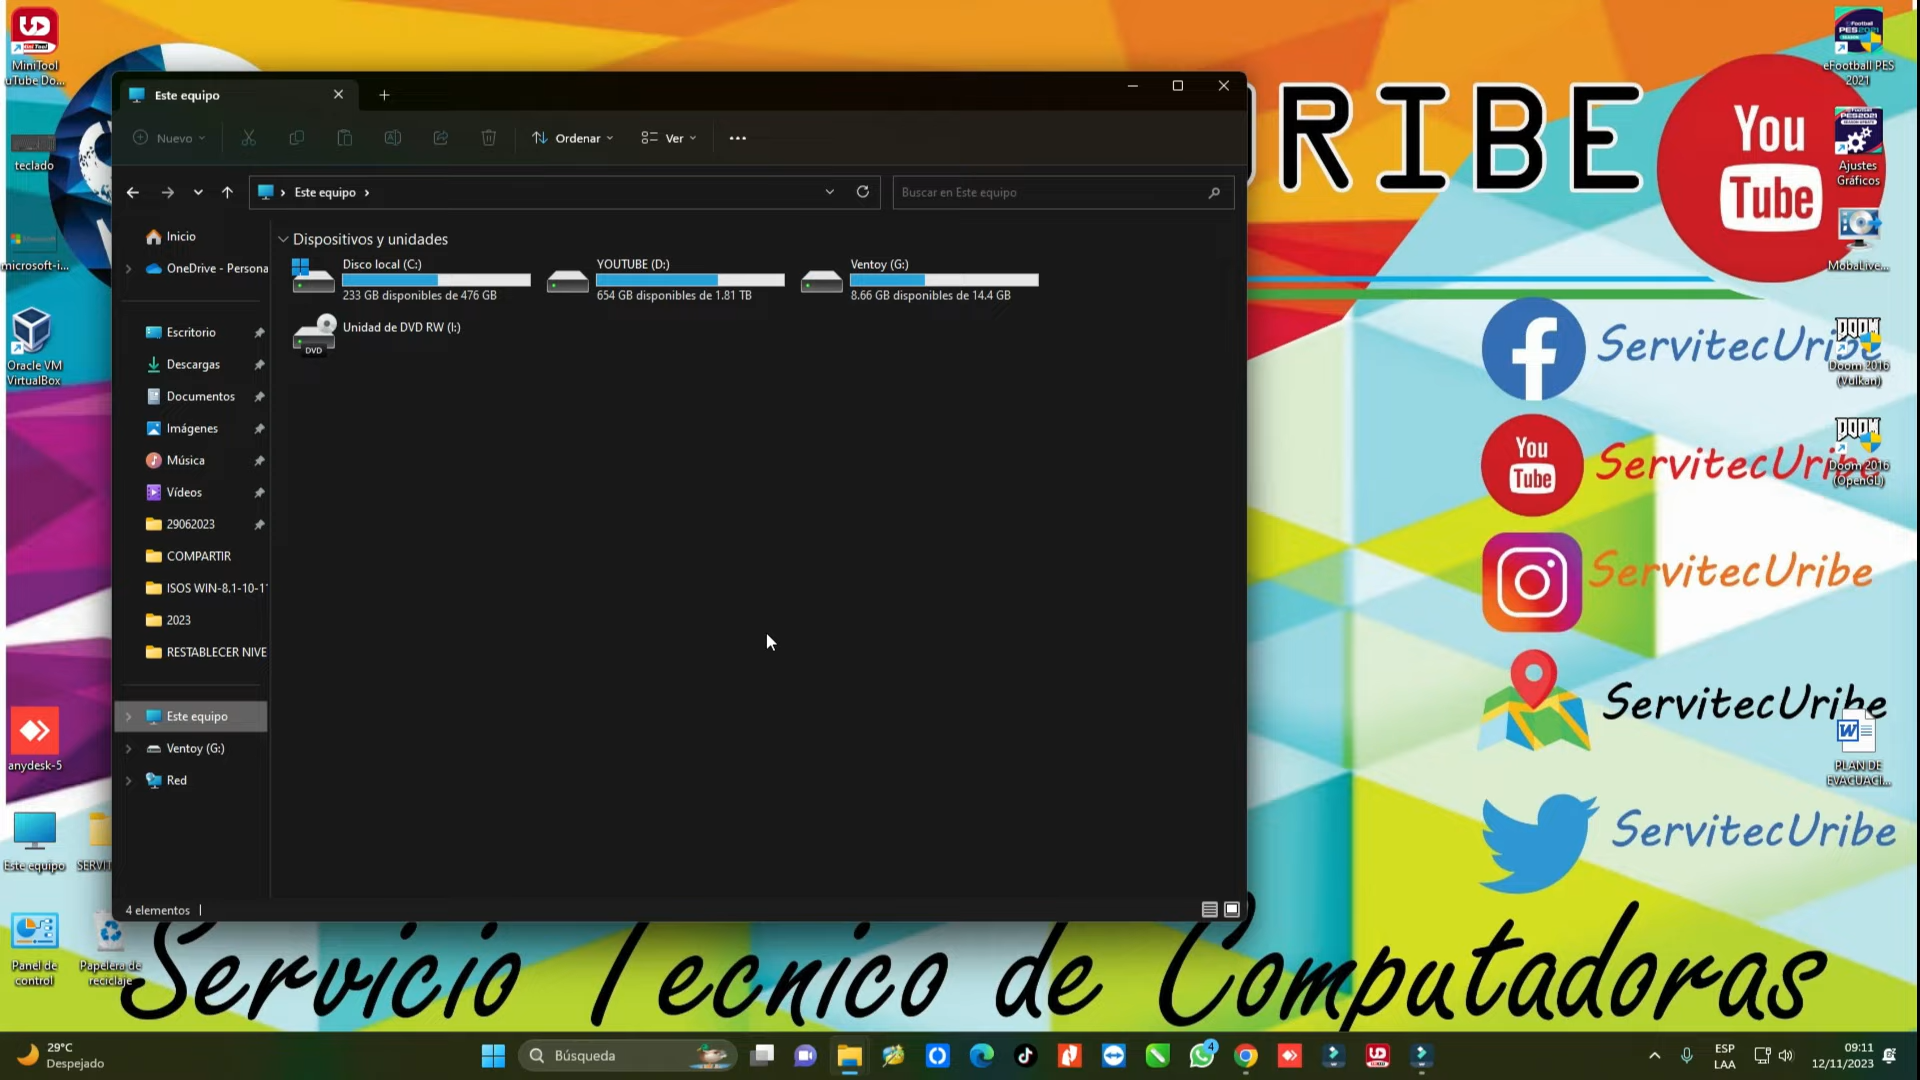 MiniTool
uTube Do...
teclado
microsoft-i...
Oracle VM
VirtualBox
anydesk-5
Este equipo
SERVIT
Panel de
control
Papelera de
reciclaje
Este equipo
Nuevo
Ordenar
Ver
Este equipo
Buscar en Este equipo
Inicio
OneDrive - Persona
Escritorio
Descargas
Documentos
Imágenes
Música
Vídeos
29062023
COMPARTIR
ISOS WIN-8.1-10-1
2023
RESTABLECER NIVE
Este equipo
Ventoy (G:)
Red
Dispositivos y unidades
Disco local (C:)
233 GB disponibles de 476 GB
YOUTUBE (D:)
654 GB disponibles de 1.81 TB
Ventoy (G:)
8.66 GB disponibles de 14.4 GB
DVD
Unidad de DVD RW (I:)
4 elementos
RIBE
You
Tube
ServitecUribe
You
Tube
ServitecUribe
ServitecUribe
ServitecUribe
ServitecUribe
Servicio Tecnico de Computadoras
eFootball PES
2021
Ajustes
Gráficos
MobaLive...
Doom 2016
(Vulkan)
Doom 2016
(OpenGL)
PLAN DE
EVACUACI...
29°C
Despejado
Búsqueda
4
ESP
LAA
09:11
12/11/2023